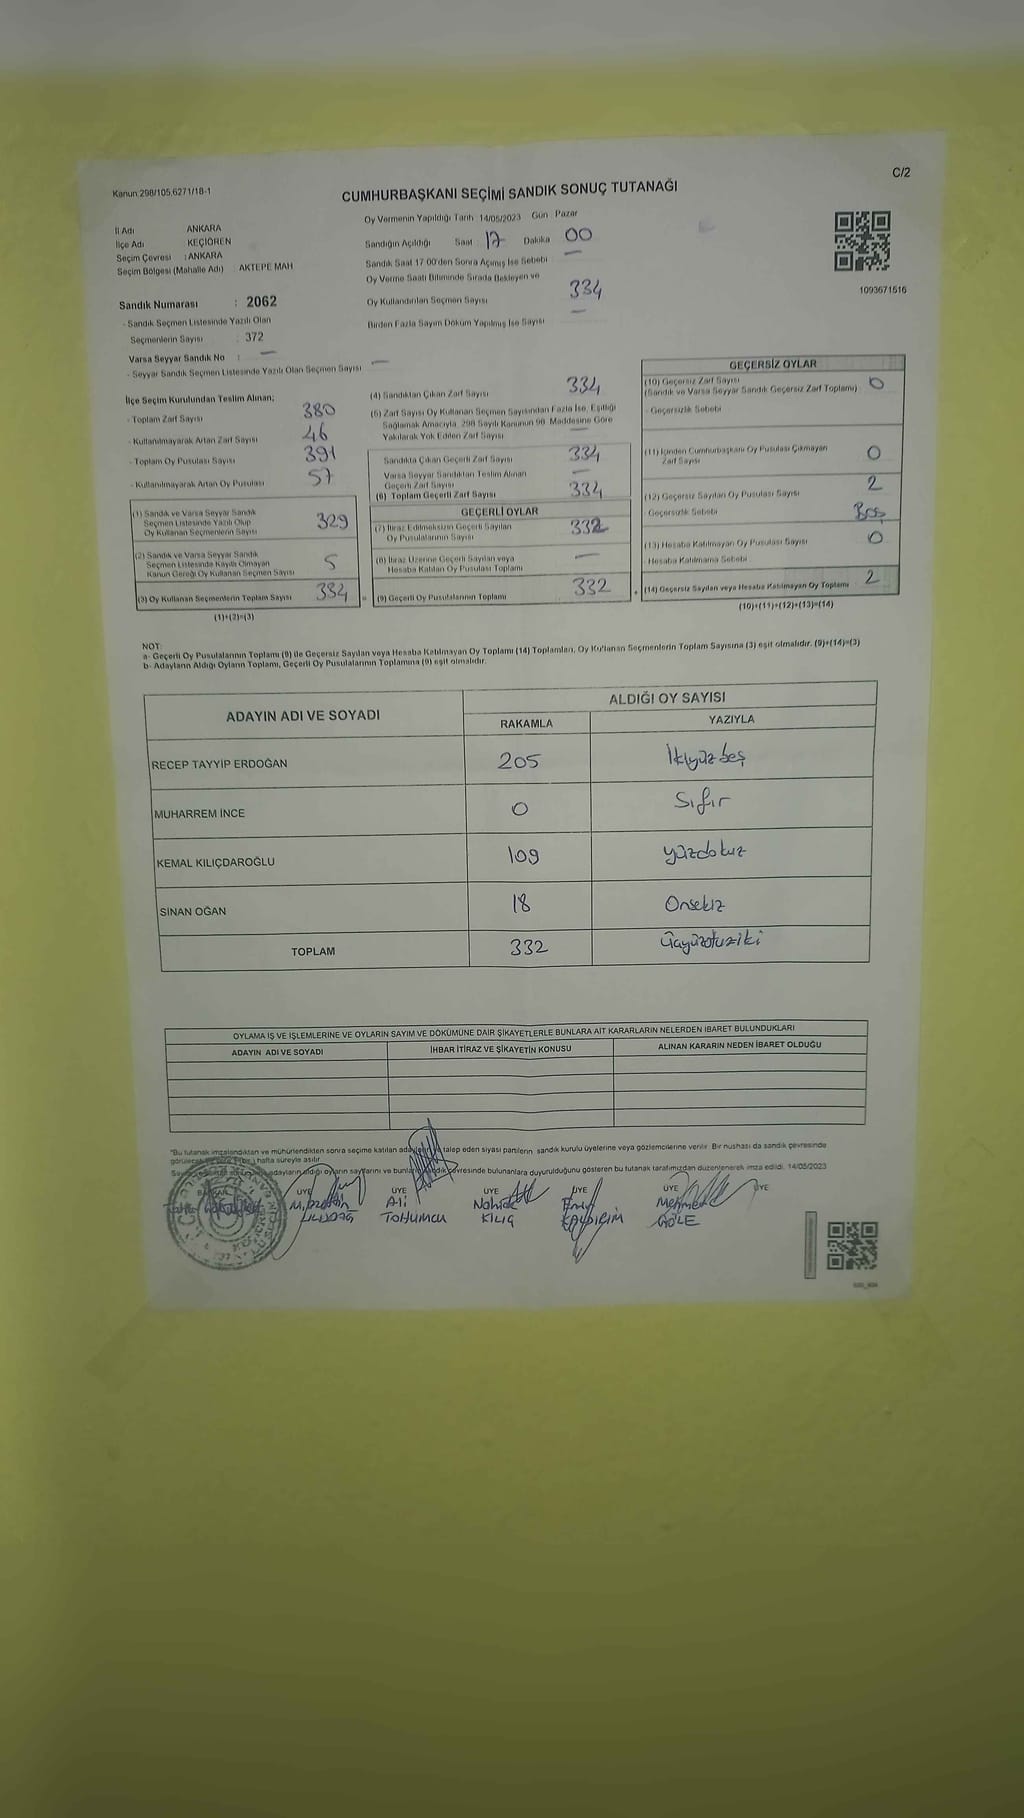 Kanun:298/105,6271/18-1
C/2
CUMHURBAŞKANI SEÇİMİ SANDIK SONUÇ TUTANAĞI
İl Adı ANKARA
İlçe Adı KEÇİÖREN
Seçim Çevresi : ANKARA
Seçim Bölgesi (Mahalle Adı) AKTEPE MAH
Sandık Numarası : 2062
- Sandık Seçmen Listesinde Yazılı Olan
Seçmenlerin Sayısı : 372
Varsa Seyyar Sandık No : —
- Seyyar Sandık Seçmen Listesinde Yazılı Olan Seçmen Sayısı —
Oy Vermenin Yapıldığı Tarih 14/05/2023 Gün Pazar
Sandığın Açıldığı Saat 17 Dakika 00
Sandık Saat 17 00'den Sonra Açımış İse Sebebi —
Oy Verme Saati Bitiminde Sırada Bekleyen ve
Oy Kullandırılan Seçmen Sayısı 334
Birden Fazla Sayım Döküm Yapılmış İse Sayısı —
1093671516
İlçe Seçim Kurulundan Teslim Alınan;
- Toplam Zarf Sayısı 380
- Kullanılmayarak Artan Zarf Sayısı 46
- Toplam Oy Pusulası Sayısı 391
- Kullanılmayarak Artan Oy Pusulası 57
(1) Sandık ve Varsa Seyyar Sandık
Seçmen Listesinde Yazılı Olup
Oy Kullanan Seçmenlerin Sayısı 329
(2) Sandık ve Varsa Seyyar Sandık
Seçmen Listesinde Kayıtlı Olmayan
Kanun Gereği Oy Kullanan Seçmen Sayısı 5
(3) Oy Kullanan Seçmenlerin Toplam Sayısı 334
(1)+(2)=(3)
(4) Sandıktan Çıkan Zarf Sayısı 334
(5) Zarf Sayısı Oy Kullanan Seçmen Sayısından Fazla İse, Eşitliği
Sağlamak Amacıyla, 298 Sayılı Kanunun 98. Maddesine Göre
Yakılarak Yok Edilen Zarf Sayısı —
Sandıkta Çıkan Geçerli Zarf Sayısı 334
Varsa Seyyar Sandıktan Teslim Alınan
Geçerli Zarf Sayısı —
(6) Toplam Geçerli Zarf Sayısı 334
GEÇERLİ OYLAR
(7) İtiraz Edilmeksizin Geçerli Sayılan
Oy Pusulalarının Sayısı 332
(8) İtiraz Üzerine Geçerli Sayılan veya
Hesaba Katılan Oy Pusulası Toplamı —
(9) Geçerli Oy Pusulalarının Toplamı 332
GEÇERSİZ OYLAR
(10) Geçersiz Zarf Sayısı
(Sandık ve Varsa Seyyar Sandık Geçersiz Zarf Toplamı) 0
- Geçersizlik Sebebi
(11) İçinden Cumhurbaşkanı Oy Pusulası Çıkmayan
Zarf Sayısı 0
(12) Geçersiz Sayılan Oy Pusulası Sayısı 2
- Geçersizlik Sebebi Boş
(13) Hesaba Katılmayan Oy Pusulası Sayısı 0
- Hesaba Katılmama Sebebi
(14) Geçersiz Sayılan veya Hesaba Katılmayan Oy Toplamı 2
(10)+(11)+(12)+(13)=(14)
NOT:
a- Geçerli Oy Pusulalarının Toplamı (9) ile Geçersiz Sayılan veya Hesaba Katılmayan Oy Toplamı (14) Toplamları, Oy Kullanan Seçmenlerin Toplam Sayısına (3) eşit olmalıdır. (9)+(14)=(3)
b- Adayların Aldığı Oyların Toplamı, Geçerli Oy Pusulalarının Toplamına (9) eşit olmalıdır.
ADAYIN ADI VE SOYADI
ALDIĞI OY SAYISI
RAKAMLA YAZIYLA
RECEP TAYYİP ERDOĞAN 205 İkiyüzbeş
MUHARREM İNCE 0 Sıfır
KEMAL KILIÇDAROĞLU 109 yüzdokuz
SİNAN OĞAN 18 Onsekiz
TOPLAM 332 Üçyüzotuziki
OYLAMA İŞ VE İŞLEMLERİNE VE OYLARIN SAYIM VE DÖKÜMÜNE DAİR ŞİKAYETLERLE BUNLARA AİT KARARLARIN NELERDEN İBARET BULUNDUKLARI
ADAYIN ADI VE SOYADI İHBAR İTİRAZ VE ŞİKAYETİN KONUSU ALINAN KARARIN NEDEN İBARET OLDUĞU
"Bu tutanak imzalandıktan ve mühürlendikten sonra seçime katılan talep eden siyasi partilerin sandık kurulu üyelerine veya gözlemcilerine verilir. Bir nüshası da sandık çevresinde
hafta süreyle asılır.
adayların aldığı oyların sayılarını ve bunların çevresinde bulunanlara duyurulduğunu gösteren bu tutanak tarafımızdan düzenlenerek imza edildi. 14/05/2023
ÜYE ÜYE ÜYE ÜYE ÜYE ÜYE
Ali Mehmet
TOHUMCU KILIÇ